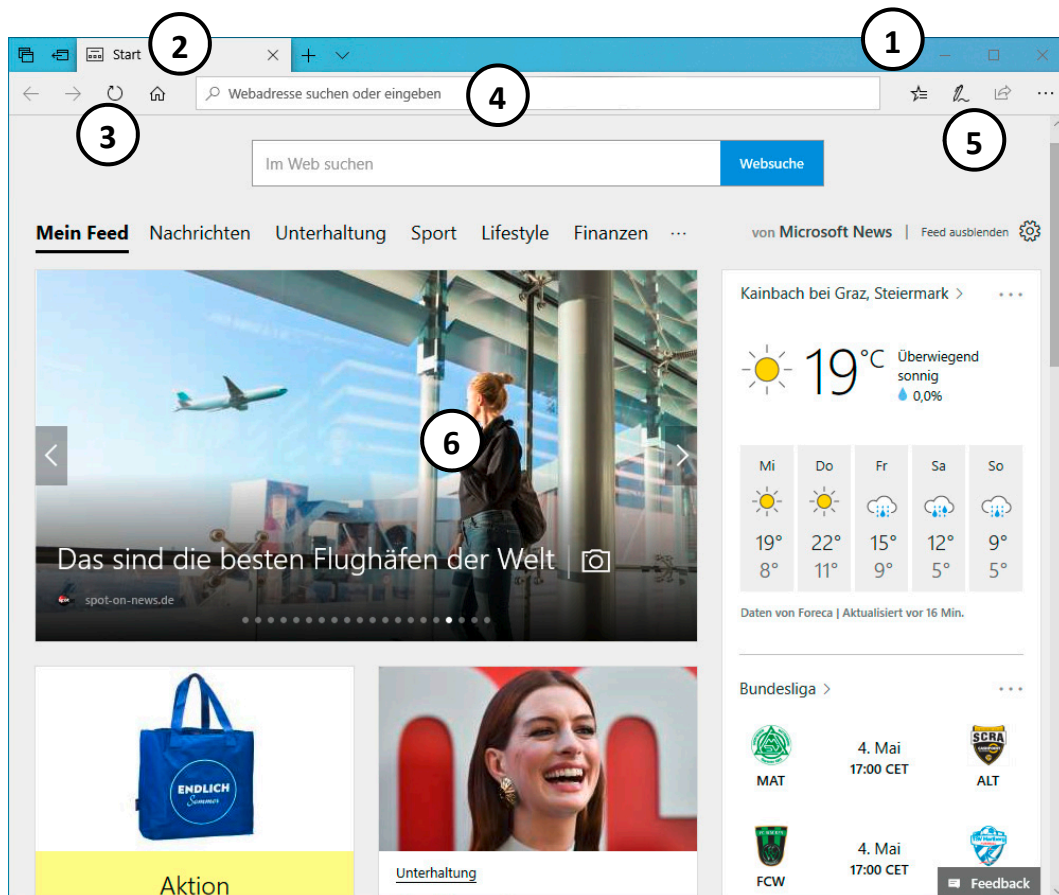 1
2
Start
3
Webadresse suchen oder eingeben
4
5
Im Web suchen
Websuche
Mein Feed Nachrichten Unterhaltung Sport Lifestyle Finanzen ...
von Microsoft News | Feed ausblenden
Kainbach bei Graz, Steiermark >
19°C
Überwiegend
sonnig
0,0%
Mi Do Fr Sa So
19° 22° 15° 12° 9°
8° 11° 9° 5° 5°
Daten von Foreca | Aktualisiert vor 16 Min.
6
Das sind die besten Flughäfen der Welt
spot-on-news.de
Bundesliga >
4. Mai
17:00 CET
MAT
SCRA
ALT
4. Mai
17:00 CET
FCW
ENDLICH
Sommer
Aktion
Unterhaltung
Feedback